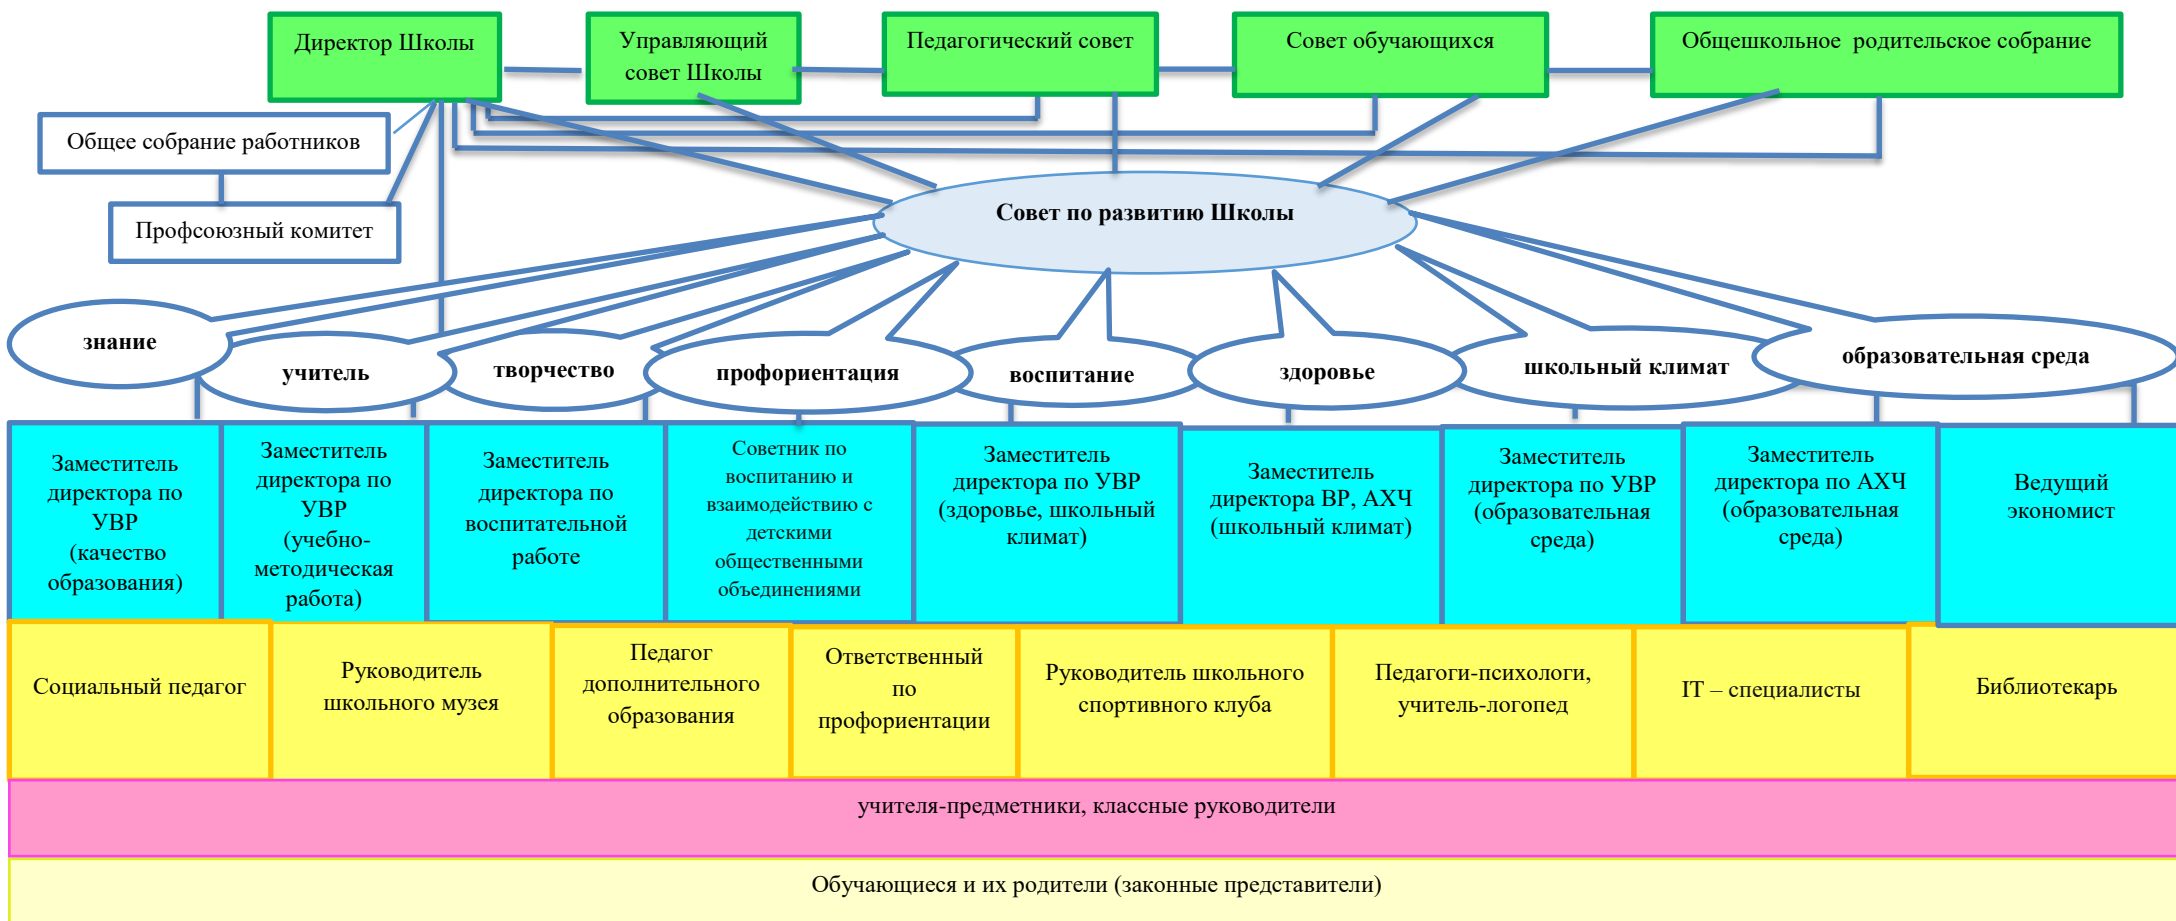 Директор Школы
Управляющий
совет Школы
Педагогический совет
Совет обучающихся
Общешкольное  родительское собрание
Общее собрание работников
Профсоюзный комитет
Совет по развитию Школы
знание
учитель
творчество
профориентация
воспитание
здоровье
школьный климат
образовательная среда
Заместитель
директора по
УВР
(качество
образования)
Заместитель
директора по
УВР
(учебно-
методическая
работа)
Заместитель
директора по
воспитательной
работе
Советник по
воспитанию и
взаимодействию с
детскими
общественными
объединениями
Заместитель
директора по УВР
(здоровье, школьный
климат)
Заместитель
директора ВР, АХЧ
(школьный климат)
Заместитель
директора по УВР
(образовательная
среда)
Заместитель
директора по АХЧ
(образовательная
среда)
Ведущий
экономист
Социальный педагог
Руководитель
школьного музея
Педагог
дополнительного
образования
Ответственный
по
профориентации
Руководитель школьного
спортивного клуба
Педагоги-психологи,
учитель-логопед
IT – специалисты
Библиотекарь
учителя-предметники, классные руководители
Обучающиеся и их родители (законные представители)